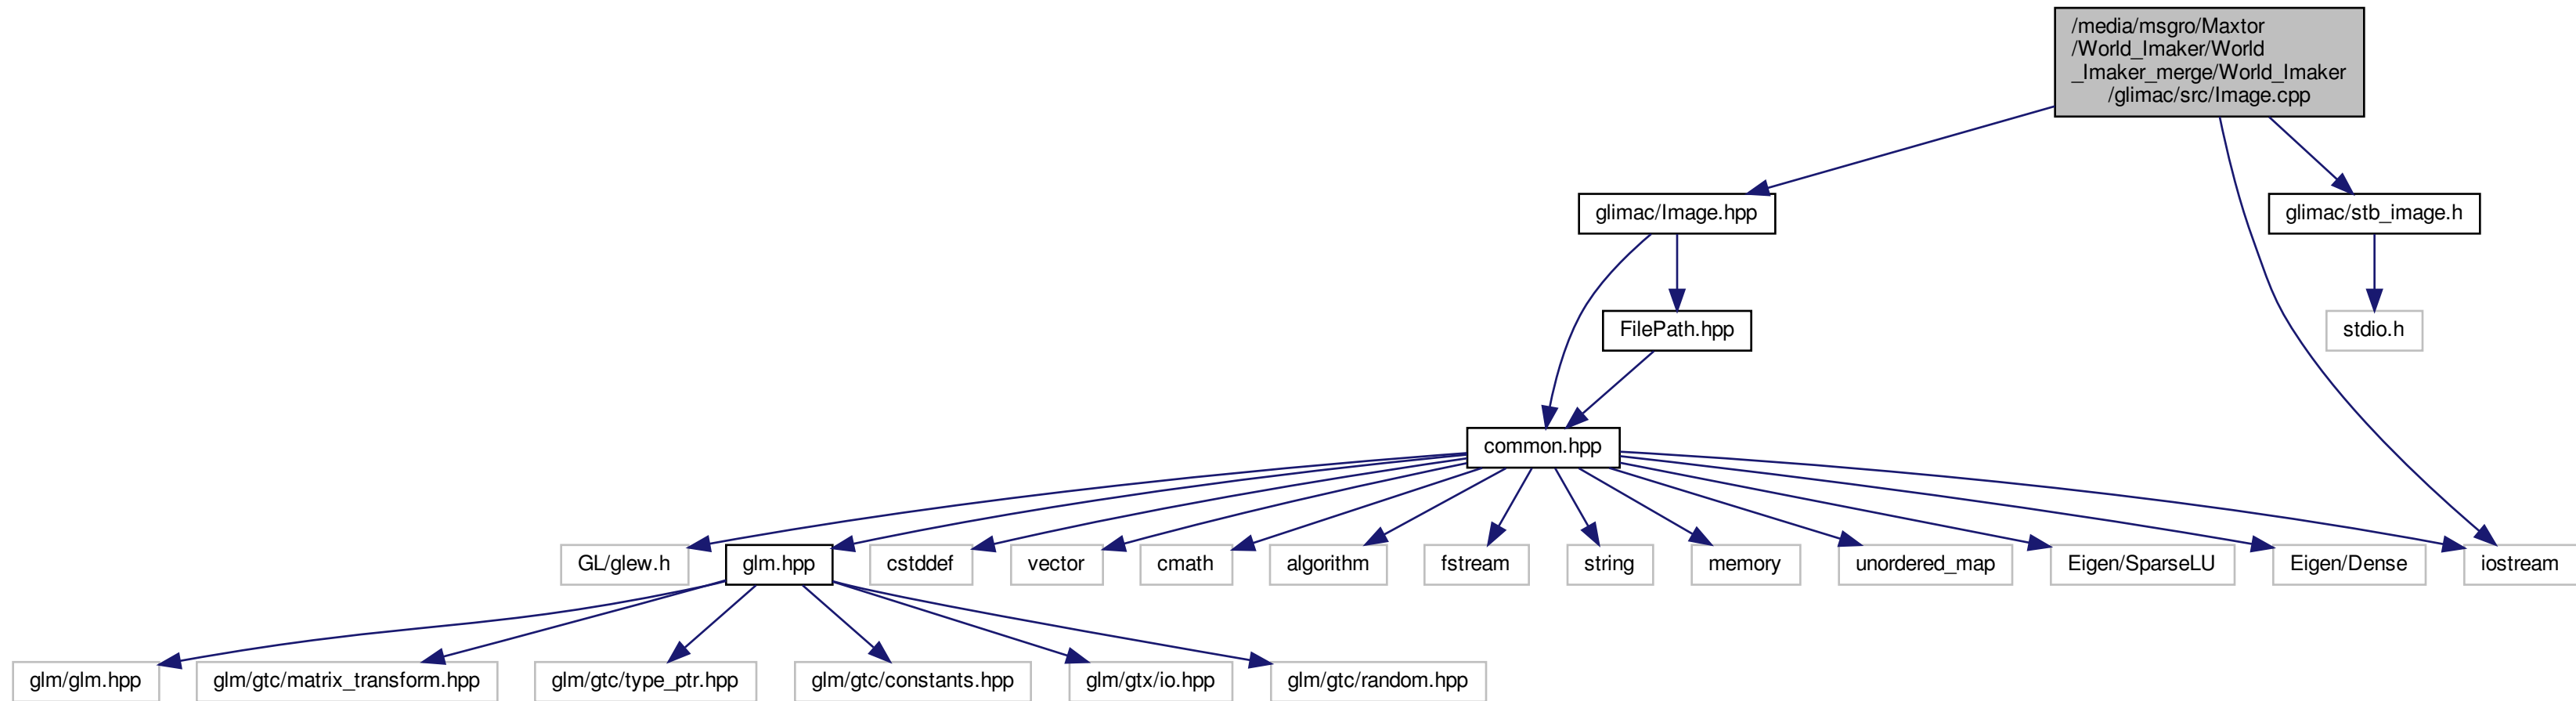 /media/msgro/Maxtor
/World_Imaker/World
_Imaker_merge/World_Imaker
/glimac/src/Image.cpp
glimac/Image.hpp
glimac/stb_image.h
FilePath.hpp
stdio.h
common.hpp
GL/glew.h
glm.hpp
cstddef
vector
cmath
algorithm
fstream
string
memory
unordered_map
Eigen/SparseLU
Eigen/Dense
iostream
glm/glm.hpp
glm/gtc/matrix_transform.hpp
glm/gtc/type_ptr.hpp
glm/gtc/constants.hpp
glm/gtx/io.hpp
glm/gtc/random.hpp